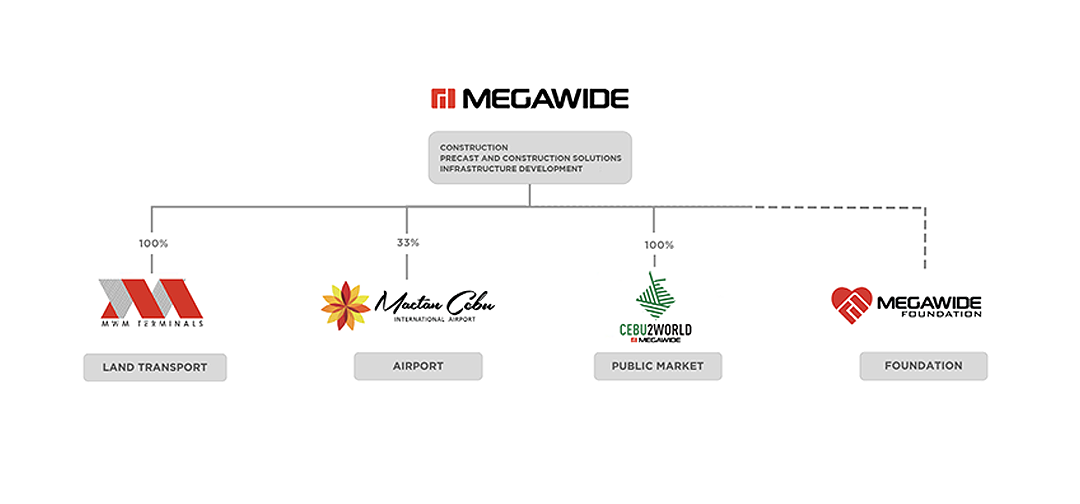 MEGAWIDE
CONSTRUCTION
PRECAST AND CONSTRUCTION SOLUTIONS
INFRASTRUCTURE DEVELOPMENT
100%
33%
100%
MWM TERMINALS
Mactan Cebu
INTERNATIONAL AIRPORT
CEBU2WORLD
MEGAWIDE
MEGAWIDE
FOUNDATION
LAND TRANSPORT
AIRPORT
PUBLIC MARKET
FOUNDATION